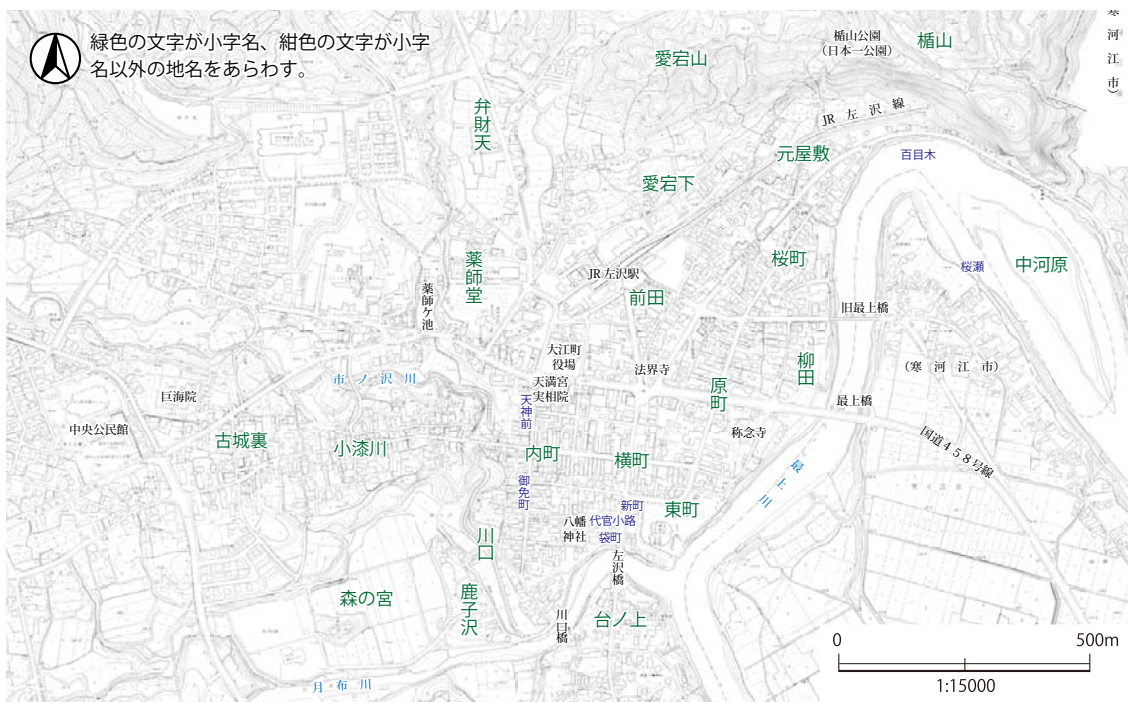 緑色の文字が小字名、紺色の文字が小字
名以外の地名をあらわす。
楯山公園
（日本一公園）
楯山
寒河江市）
愛宕山
弁財天
JR 左 沢 線
元屋敷
百目木
愛宕下
薬師堂
薬師ケ池
JR 左沢駅
前田
桜町
桜瀬
中河原
旧最上橋
大江町
役場
法界寺
柳田
（寒 河 江 市）
市 ノ 沢 川
天満宮
実相院
天神前
原町
最上橋
巨海院
中央公民館
古城裏
小漆川
内町
横町
称念寺
国道４５８号線
最 上 川
御免町
新町
東町
代官小路
八幡
神社
袋町
川口
左沢橋
森の宮
鹿子沢
川口橋
台ノ上
月 布 川
0
500m
1:15000